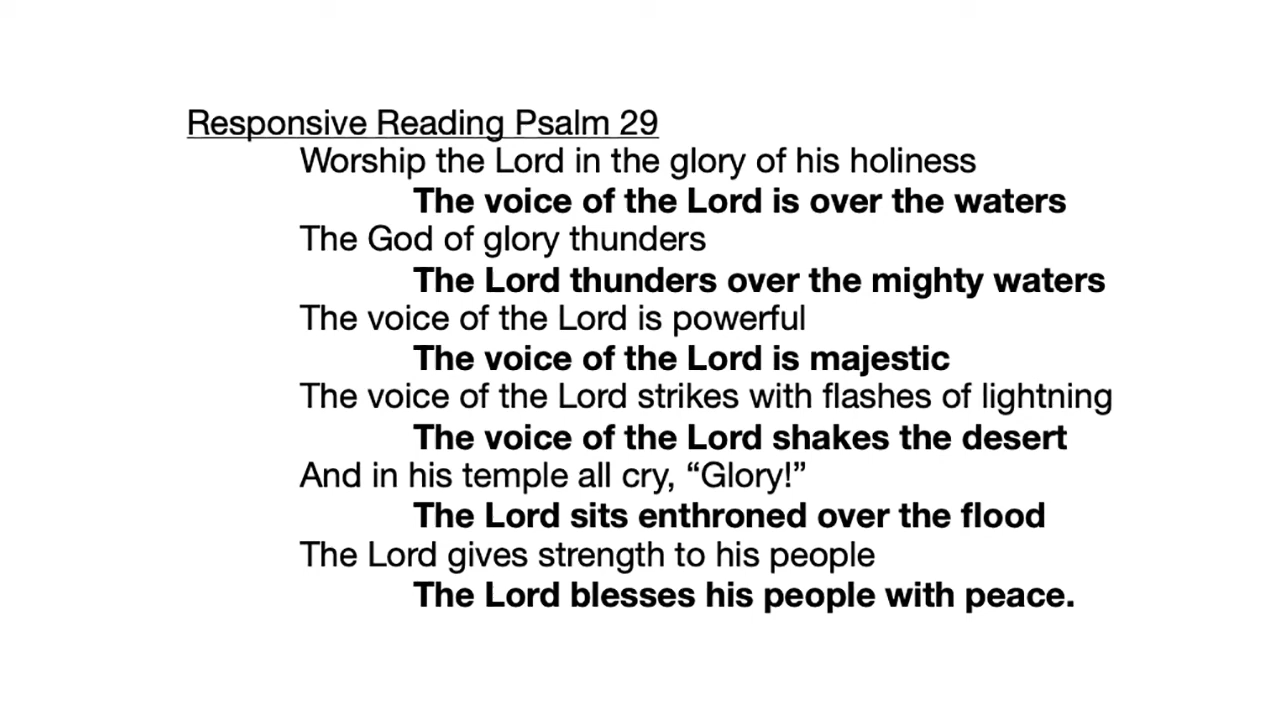 Responsive Reading Psalm 29
Worship the Lord in the glory of his holiness
The voice of the Lord is over the waters
The God of glory thunders
The Lord thunders over the mighty waters
The voice of the Lord is powerful
The voice of the Lord is majestic
The voice of the Lord strikes with flashes of lightning
The voice of the Lord shakes the desert
And in his temple all cry, “Glory!”
The Lord sits enthroned over the flood
The Lord gives strength to his people
The Lord blesses his people with peace.